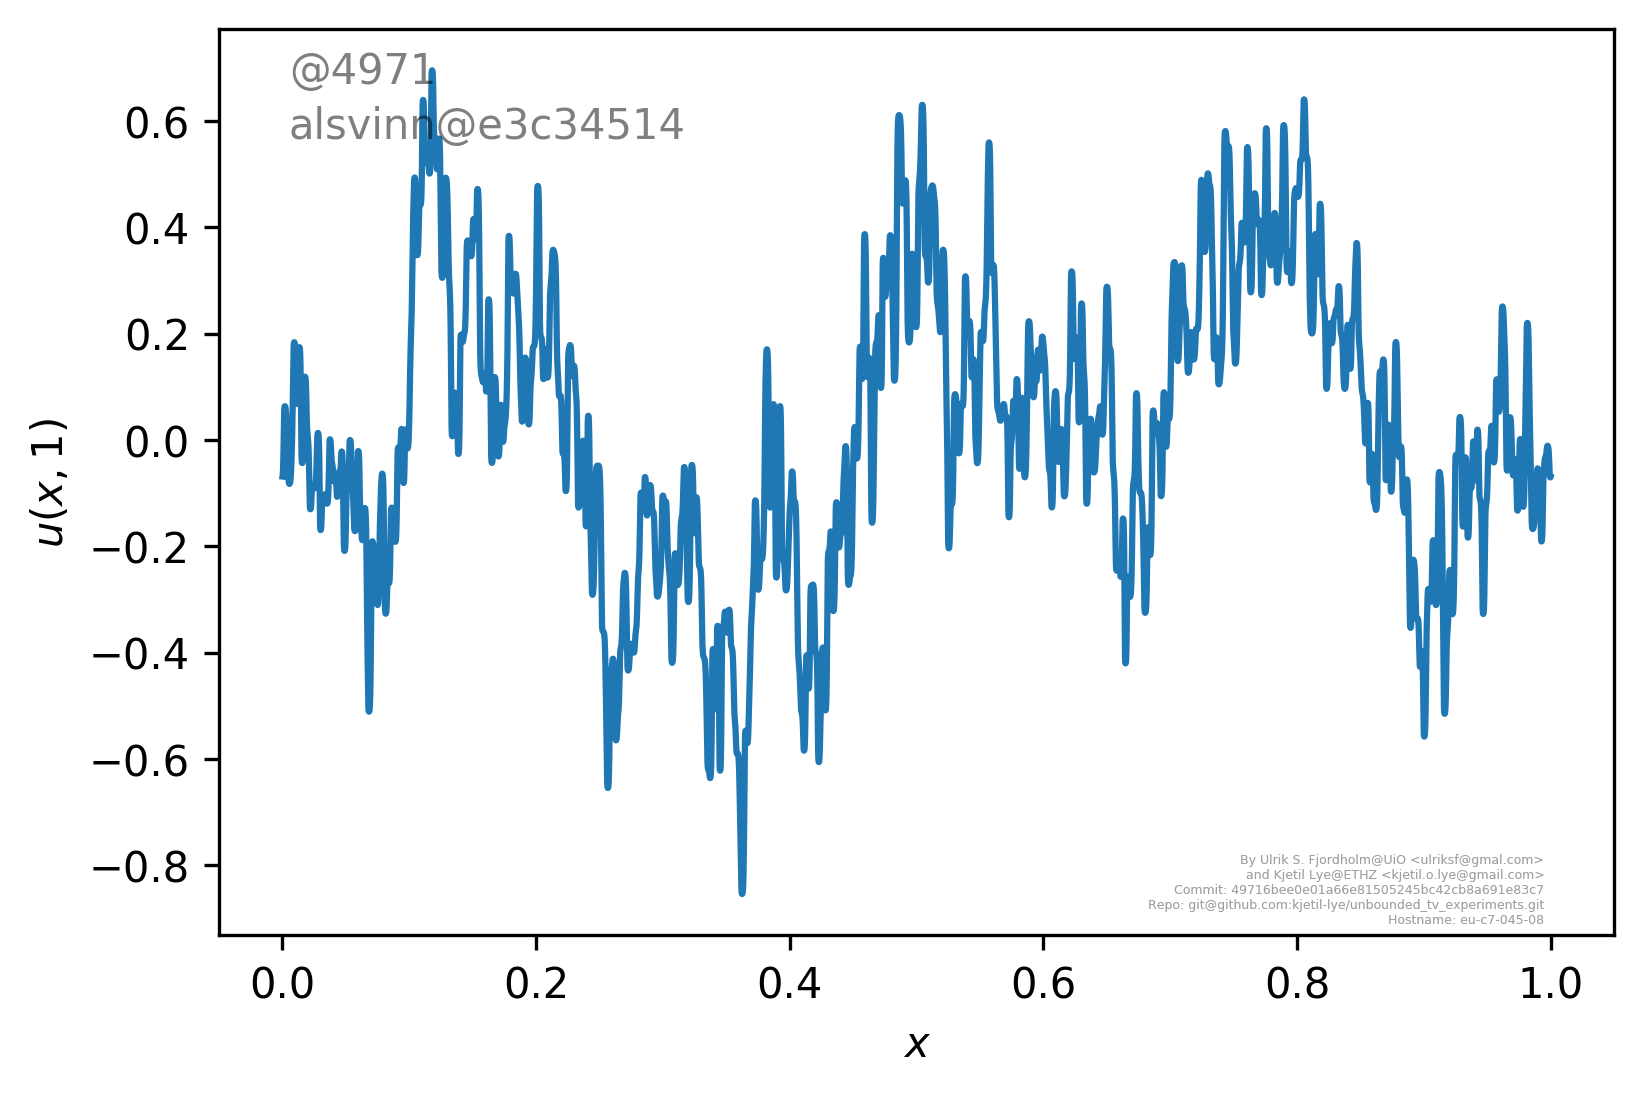 @4971
alsvinn@e3c34514
0.6
0.4
0.2
0.0
−0.2
−0.4
−0.6
−0.8
u(x, 1)
0.0 0.2 0.4 0.6 0.8 1.0
x
By Ulrik S. Fjordholm@UiO <ulriksf@gmal.com>
and Kjetil Lye@ETHZ <kjetil.o.lye@gmail.com>
Commit: 49716bee0e01a66e81505245bc42cb8a691e83c7
Repo: git@github.com:kjetil-lye/unbounded_tv_experiments.git
Hostname: eu-c7-045-08